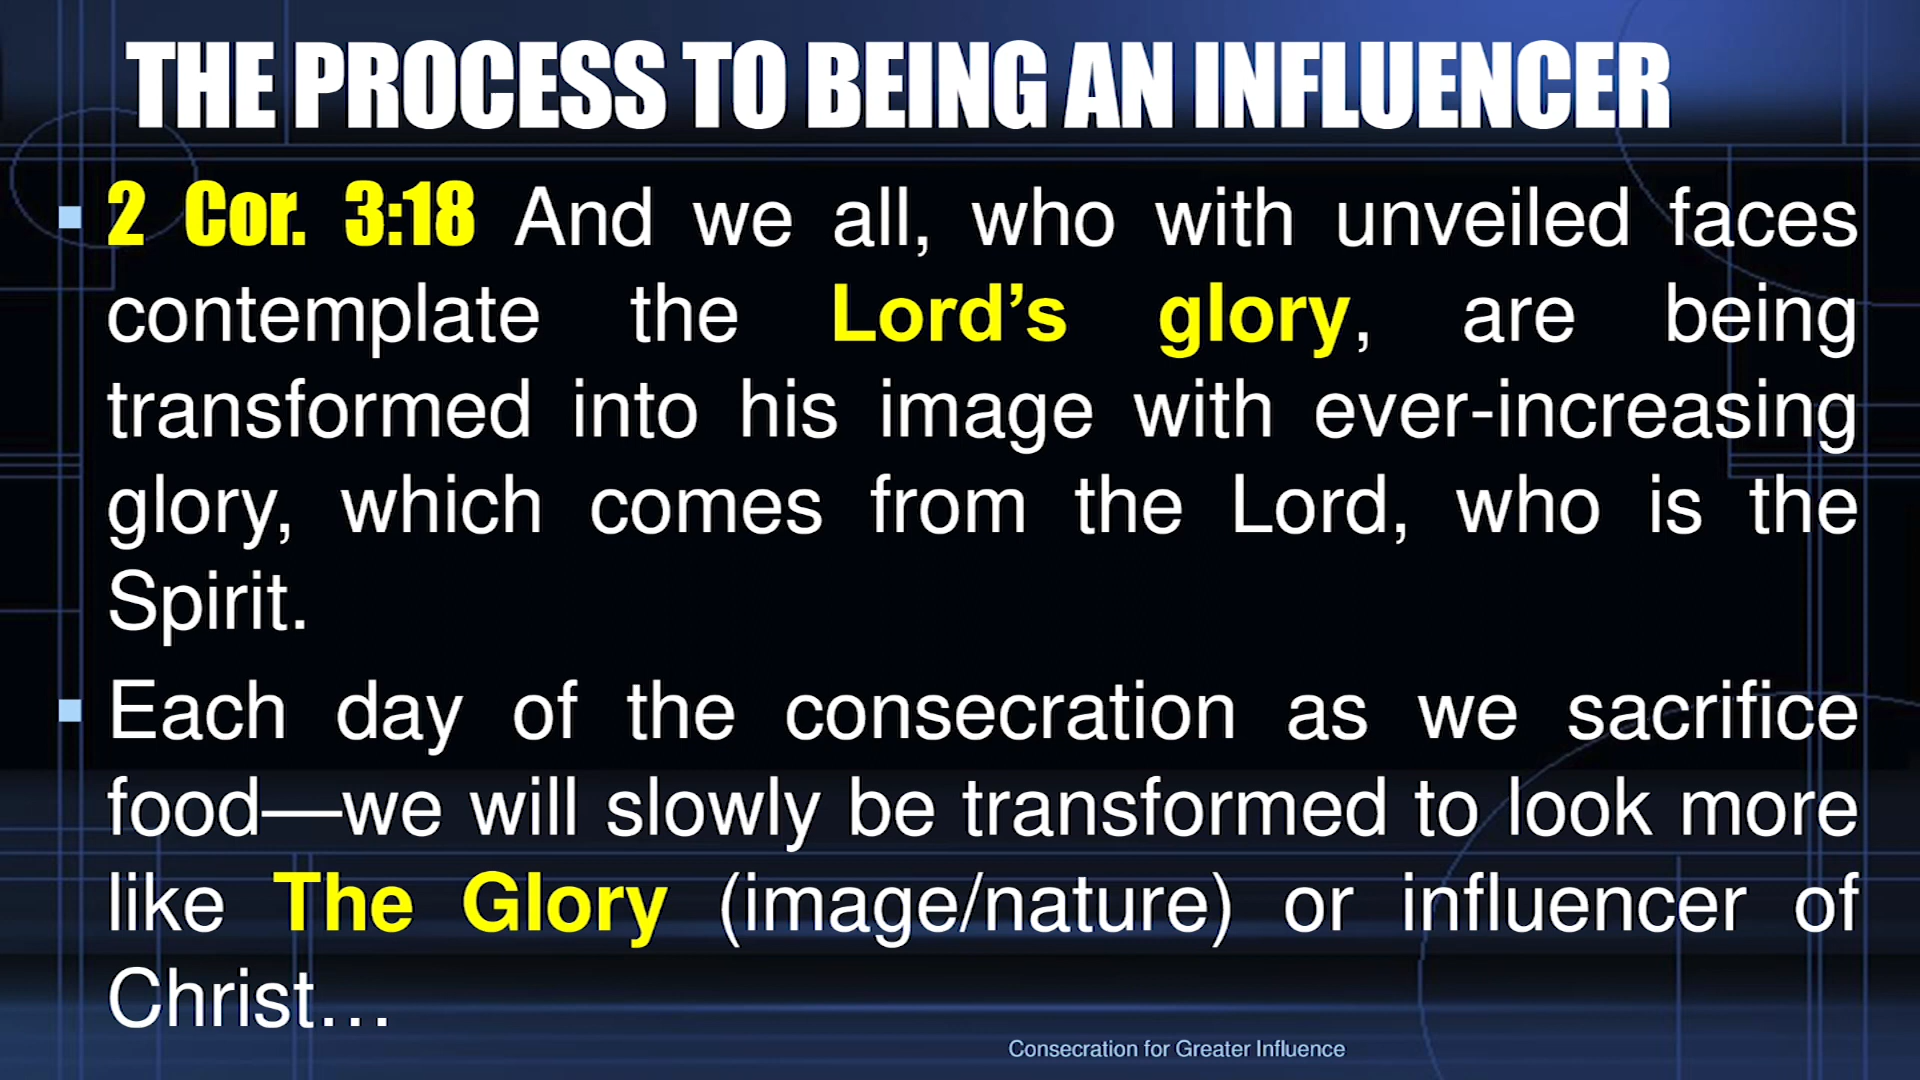 THE PROCESS TO BEING AN INFLUENCER
▪ 2 Cor. 3:18 And we all, who with unveiled faces
contemplate the Lord’s glory, are being
transformed into his image with ever-increasing
glory, which comes from the Lord, who is the
Spirit.
▪ Each day of the consecration as we sacrifice
food—we will slowly be transformed to look more
like The Glory (image/nature) or influencer of
Christ…
Consecration for Greater Influence